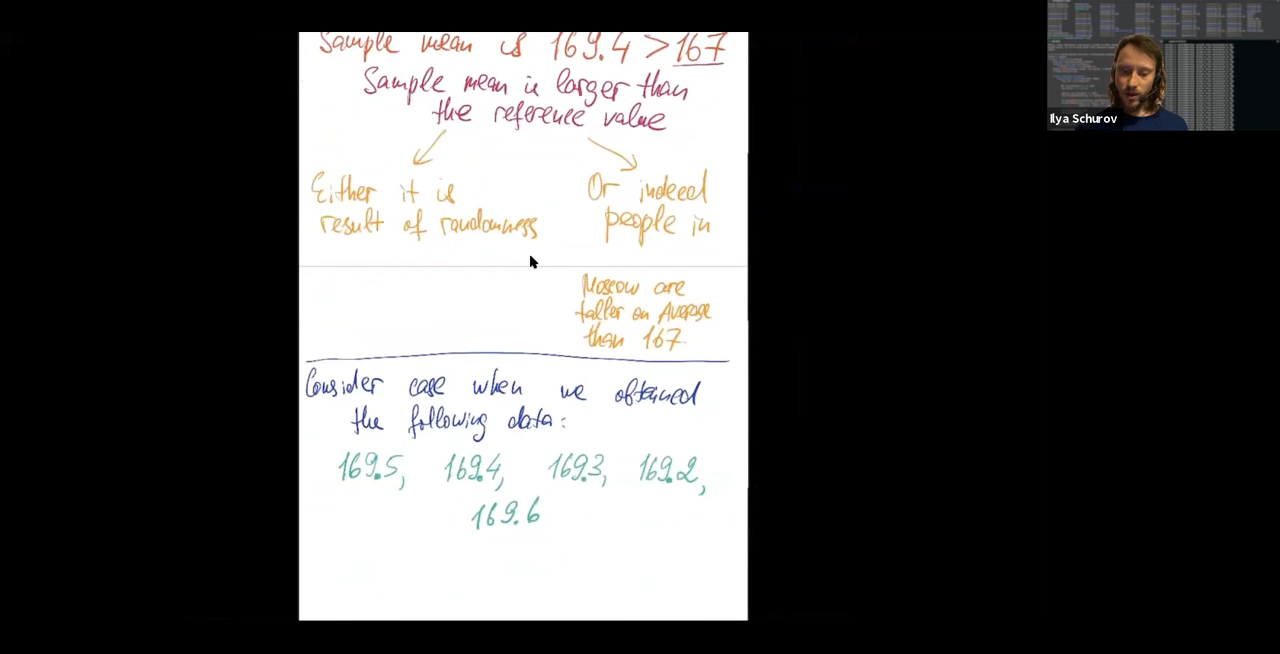 Sample mean is 169.4 > 167
Sample mean is larger than
the reference value
Either it is
result of randomness
Or indeed
people in
Moscow are
taller on Average
than 167
Consider case when we obtained
the following data:
169.5, 169.4, 169.3, 169.2,
169.6
Ilya Schurov